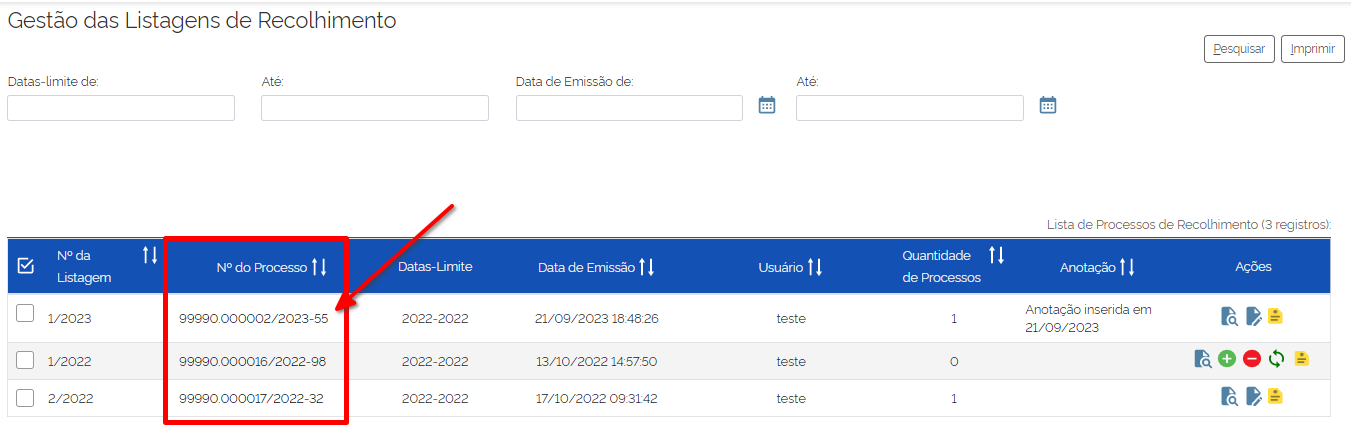 Gestão das Listagens de Recolhimento
Pesquisar Imprimir
Datas-limite de: Até: Data de Emissão de: Até:
Lista de Processos de Recolhimento (3 registros):
Nº da Listagem Nº do Processo Datas-Limite Data de Emissão Usuário Quantidade de Processos Anotação Ações
1/2023 99990.000002/2023-55 2022-2022 21/09/2023 18:48:26 teste 1 Anotação inserida em 21/09/2023
1/2022 99990.000016/2022-98 2022-2022 13/10/2022 14:57:50 teste 0
2/2022 99990.000017/2022-32 2022-2022 17/10/2022 09:31:42 teste 1